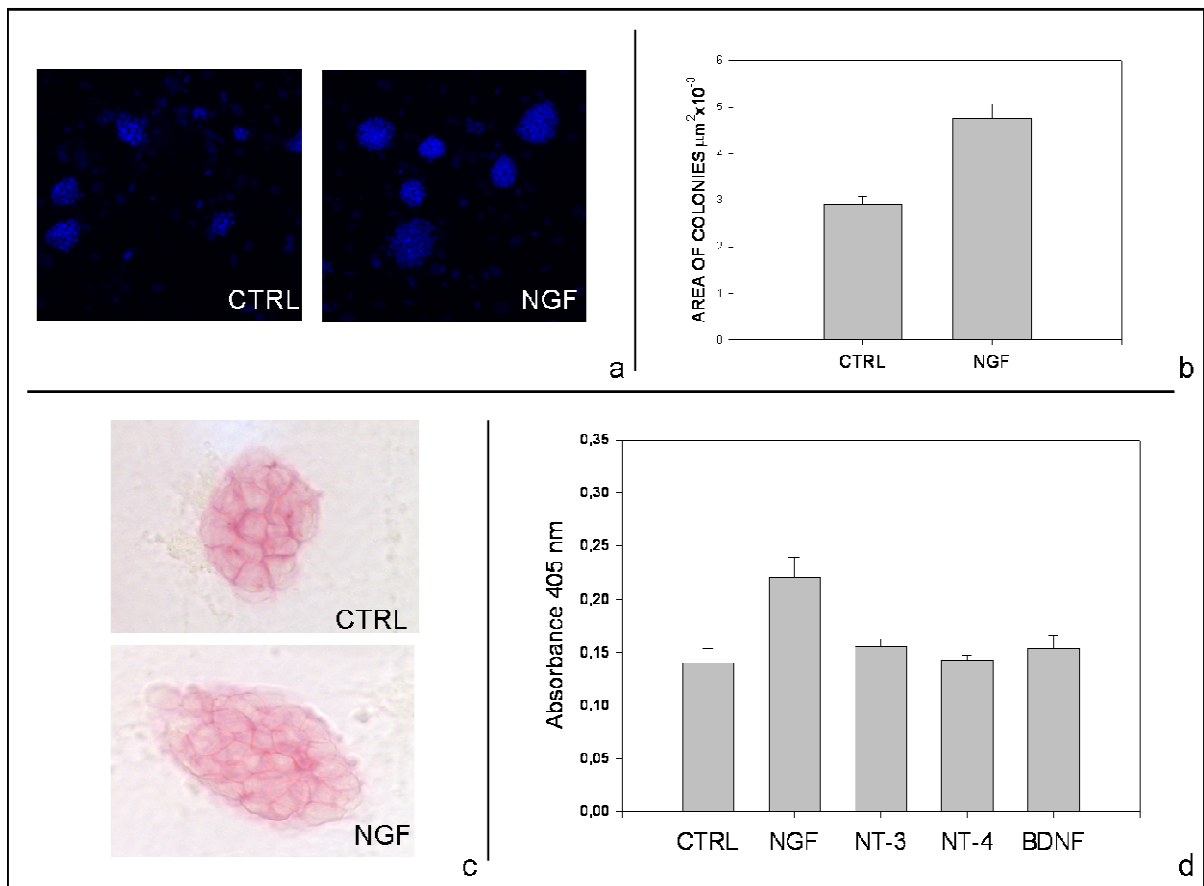 CTRL
NGF
a
AREA OF COLONIES µm²x10⁻³
6
5
4
3
2
1
0
CTRL
NGF
b
CTRL
NGF
c
Absorbance 405 nm
0,35
0,30
0,25
0,20
0,15
0,10
0,05
0,00
CTRL
NGF
NT-3
NT-4
BDNF
d